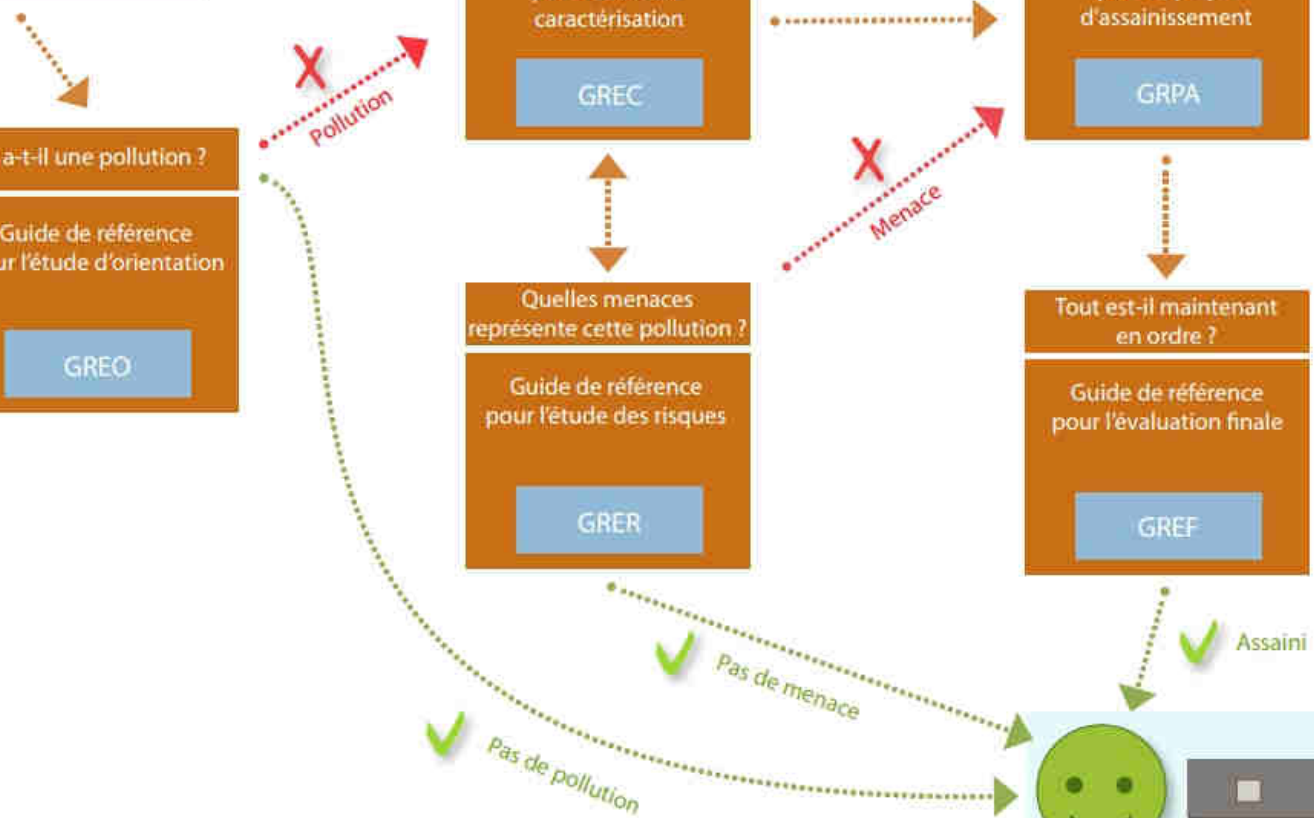 caractérisation
GREC
d'assainissement
GRPA
Pollution
Menace
a-t-il une pollution ?
Guide de référence
l'étude d'orientation
GREO
Quelles menaces
représente cette pollution ?
Guide de référence
pour l'étude des risques
GRER
Tout est-il maintenant
en ordre ?
Guide de référence
pour l'évaluation finale
GREF
Assaini
Pas de menace
Pas de pollution